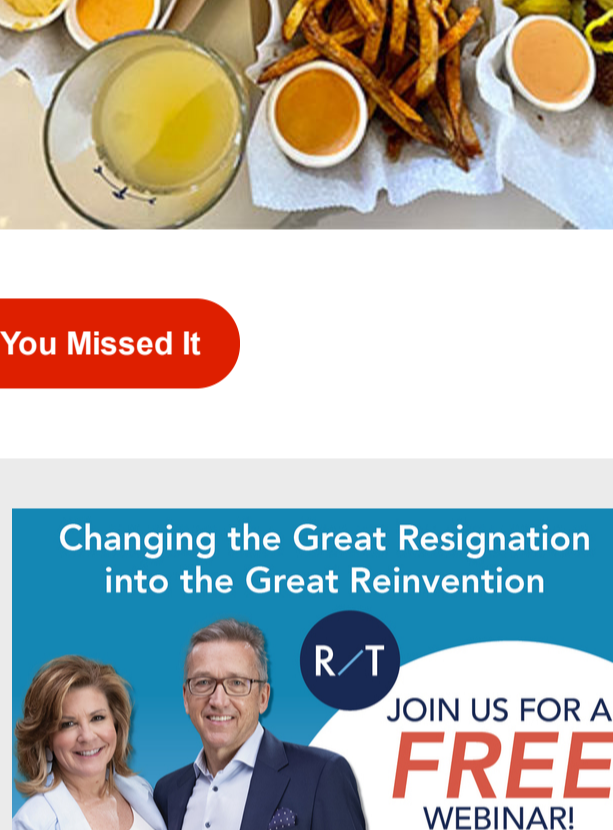 You Missed It
Changing the Great Resignation
into the Great Reinvention
R/T
JOIN US FOR A
FREE
WEBINAR!